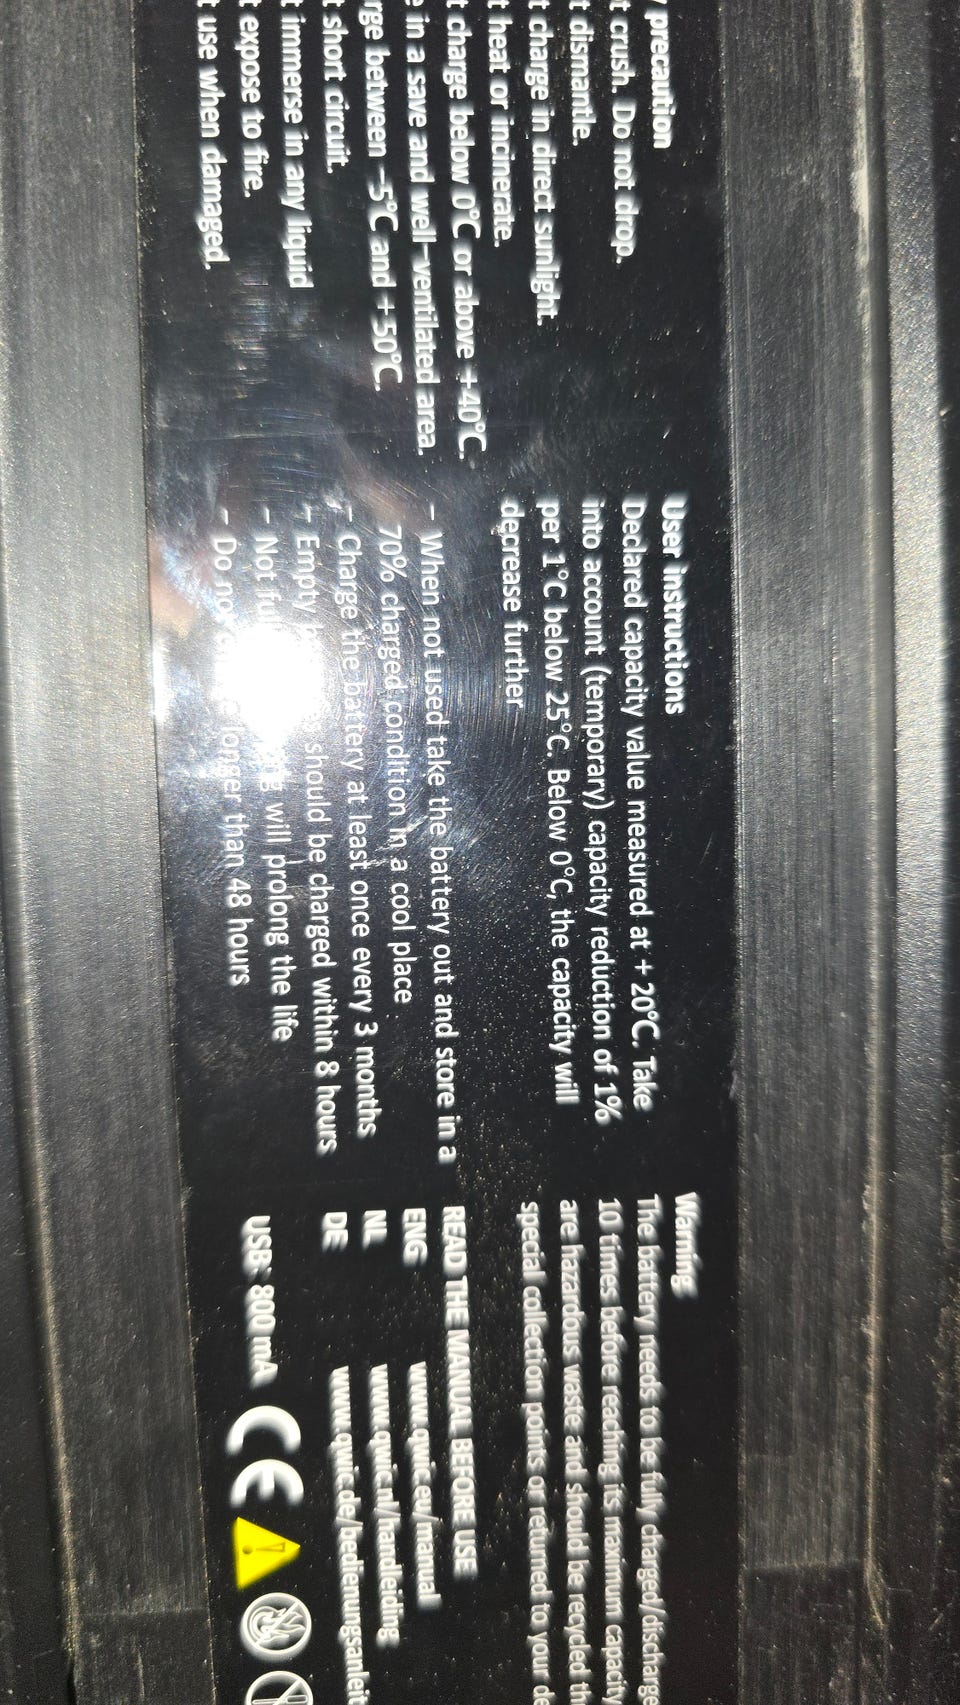 precaution
t crush. Do not drop.
t dismantle.
t charge in direct sunlight.
t heat or incinerate.
t charge below 0°C or above +40°C.
e in a save and well-ventilated area.
rge between -5°C and +50°C.
t short circuit.
t immerse in any liquid
t expose to fire.
t use when damaged.
User instructions
Declared capacity value measured at + 20°C. Take
into account (temporary) capacity reduction of 1%
per 1°C below 25°C. Below 0°C, the capacity will
decrease further
- When not used take the battery out and store in a
70% charged condition in a cool place
- Charge the battery at least once every 3 months
- Empty should be charged within 8 hours
- Not will prolong the life
- Do longer than 48 hours
Warning
The battery needs to be fully charged/discharge
10 times before reaching its maximum capacity
are hazardous waste and should be recycled th
special collection points or returned to your de
READ THE MANUAL BEFORE USE
ENG www.qwic.eu/manual
NL www.qwic.nl/handleiding
DE www.qwic.de/bedienungsanleit
USB: 800 mA CE